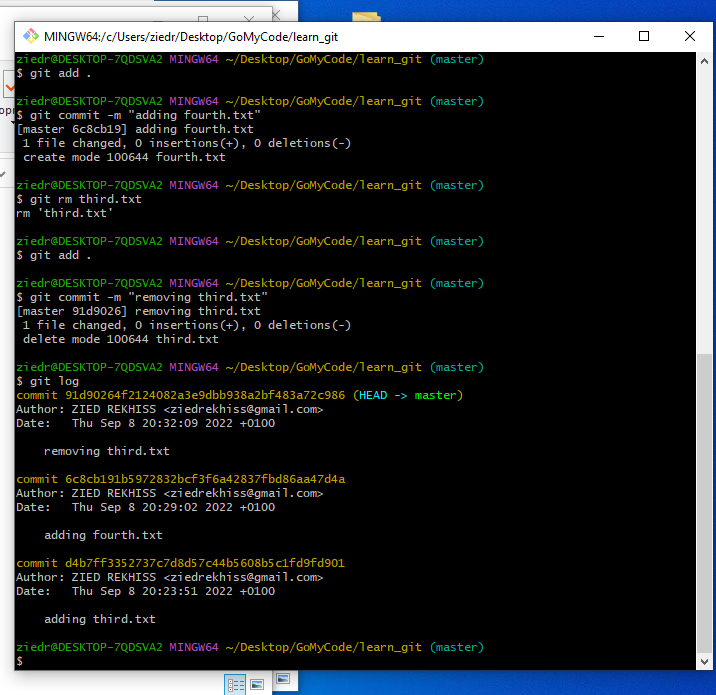 MINGW64:/c/Users/ziedr/Desktop/GoMyCode/learn_git
ziedr@DESKTOP-7QDSVA2 MINGW64 ~/Desktop/GoMyCode/learn_git (master)
$ git add .
ziedr@DESKTOP-7QDSVA2 MINGW64 ~/Desktop/GoMyCode/learn_git (master)
$ git commit -m "adding fourth.txt"
[master 6c8cb19] adding fourth.txt
1 file changed, 0 insertions(+), 0 deletions(-)
create mode 100644 fourth.txt
ziedr@DESKTOP-7QDSVA2 MINGW64 ~/Desktop/GoMyCode/learn_git (master)
$ git rm third.txt
rm 'third.txt'
ziedr@DESKTOP-7QDSVA2 MINGW64 ~/Desktop/GoMyCode/learn_git (master)
$ git add .
ziedr@DESKTOP-7QDSVA2 MINGW64 ~/Desktop/GoMyCode/learn_git (master)
$ git commit -m "removing third.txt"
[master 91d9026] removing third.txt
1 file changed, 0 insertions(+), 0 deletions(-)
delete mode 100644 third.txt
ziedr@DESKTOP-7QDSVA2 MINGW64 ~/Desktop/GoMyCode/learn_git (master)
$ git log
commit 91d90264f2124082a3e9dbb938a2bf483a72c986 (HEAD -> master)
Author: ZIED REKHISS <ziedrekhiss@gmail.com>
Date: Thu Sep 8 20:32:09 2022 +0100
removing third.txt
commit 6c8cb191b5972832bcf3f6a42837fbd86aa47d4a
Author: ZIED REKHISS <ziedrekhiss@gmail.com>
Date: Thu Sep 8 20:29:02 2022 +0100
adding fourth.txt
commit d4b7ff3352737c7d8d57c44b5608b5c1fd9fd901
Author: ZIED REKHISS <ziedrekhiss@gmail.com>
Date: Thu Sep 8 20:23:51 2022 +0100
adding third.txt
ziedr@DESKTOP-7QDSVA2 MINGW64 ~/Desktop/GoMyCode/learn_git (master)
$